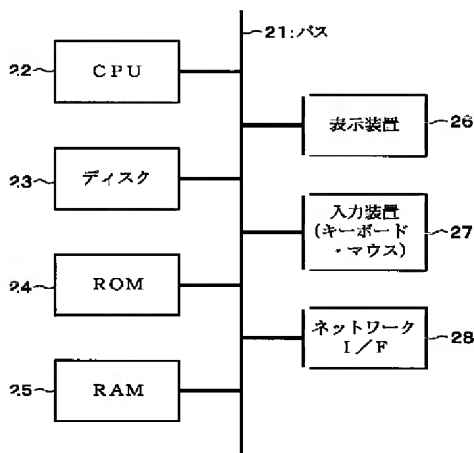 21:バス
22
CPU
23
ディスク
24
ROM
25
RAM
表示装置
26
入力装置
(キーボード
・マウス)
27
ネットワーク
I/F
28